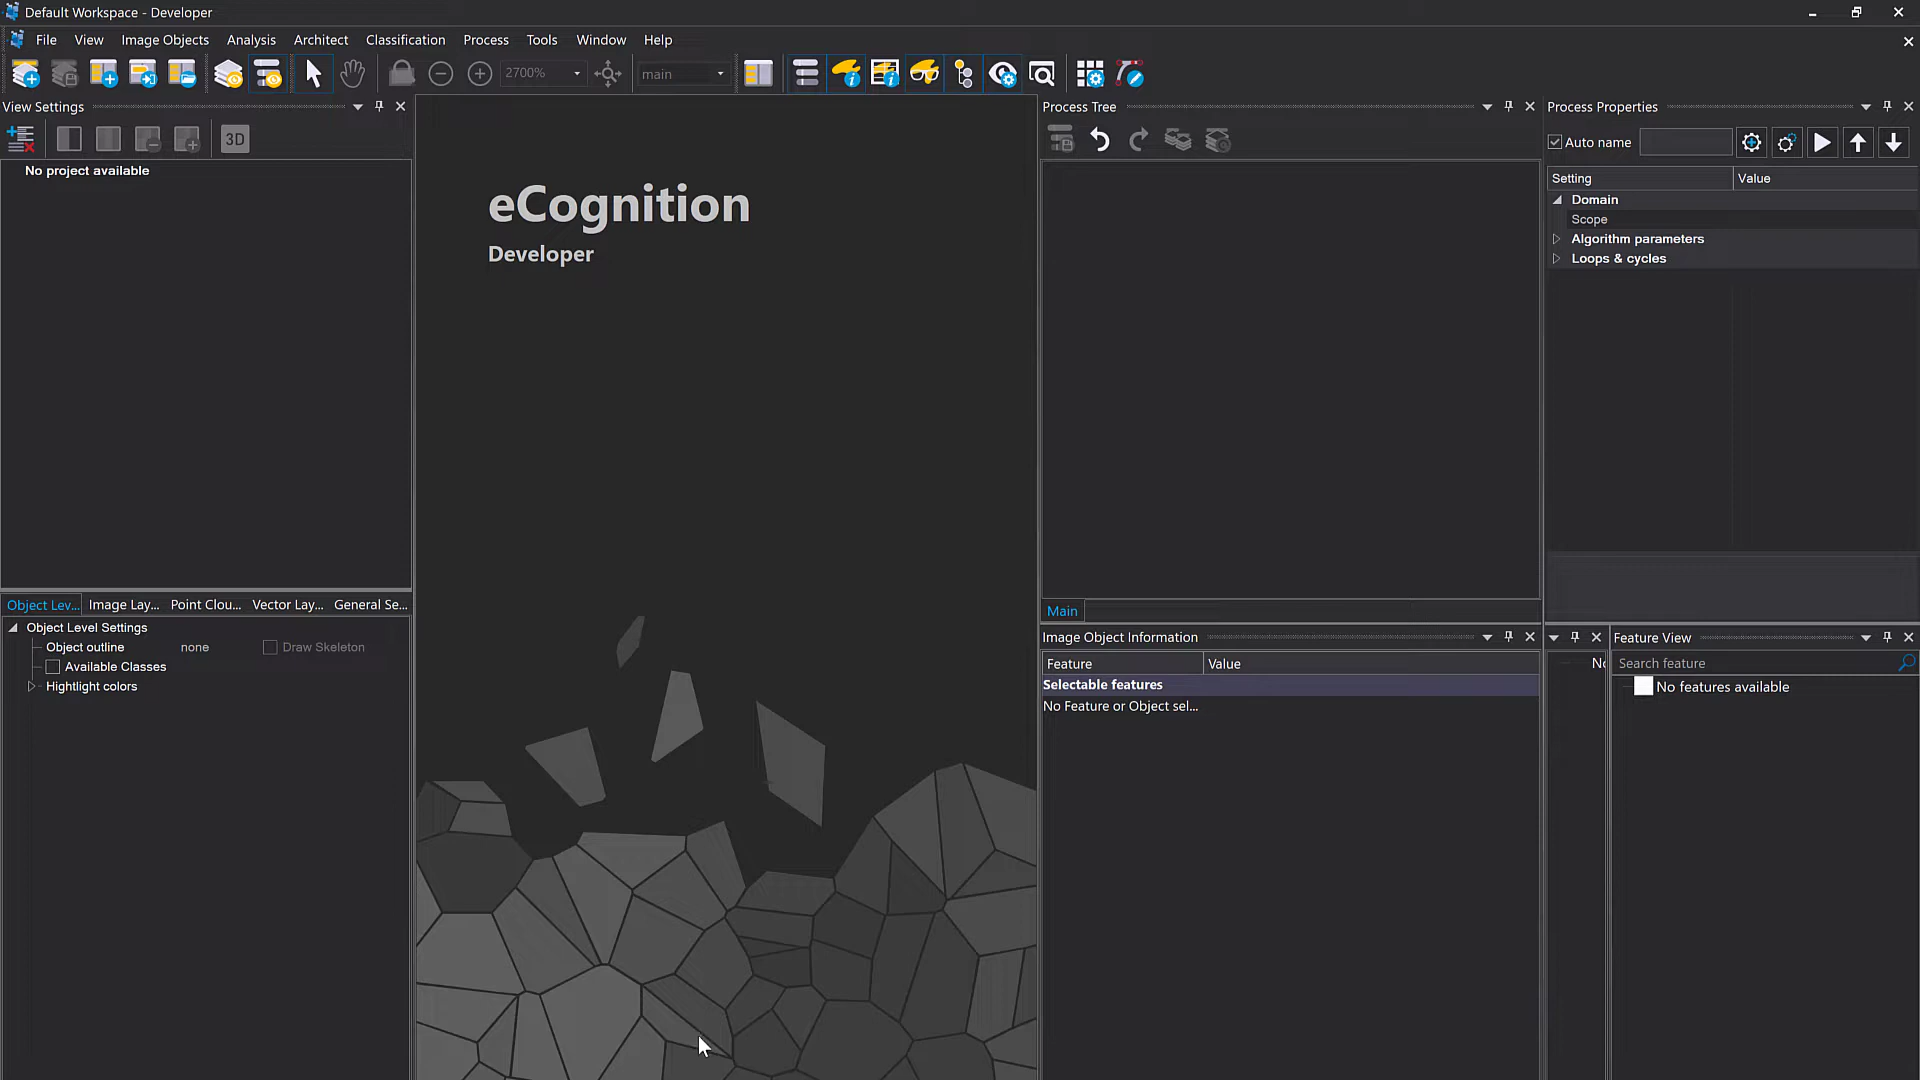 Default Workspace - Developer
File View Image Objects Analysis Architect Classification Process Tools Window Help
2700% main
View Settings
3D
No project available
Object Lev... Image Lay... Point Clou... Vector Lay... General Se...
Object Level Settings
Object outline none Draw Skeleton
Available Classes
Hightlight colors
eCognition
Developer
Process Tree
Main
Process Properties
Auto name
Setting Value
Domain
Scope
Algorithm parameters
Loops & cycles
Image Object Information
Feature Value
Selectable features
No Feature or Object sel...
Feature View
Search feature
No features available